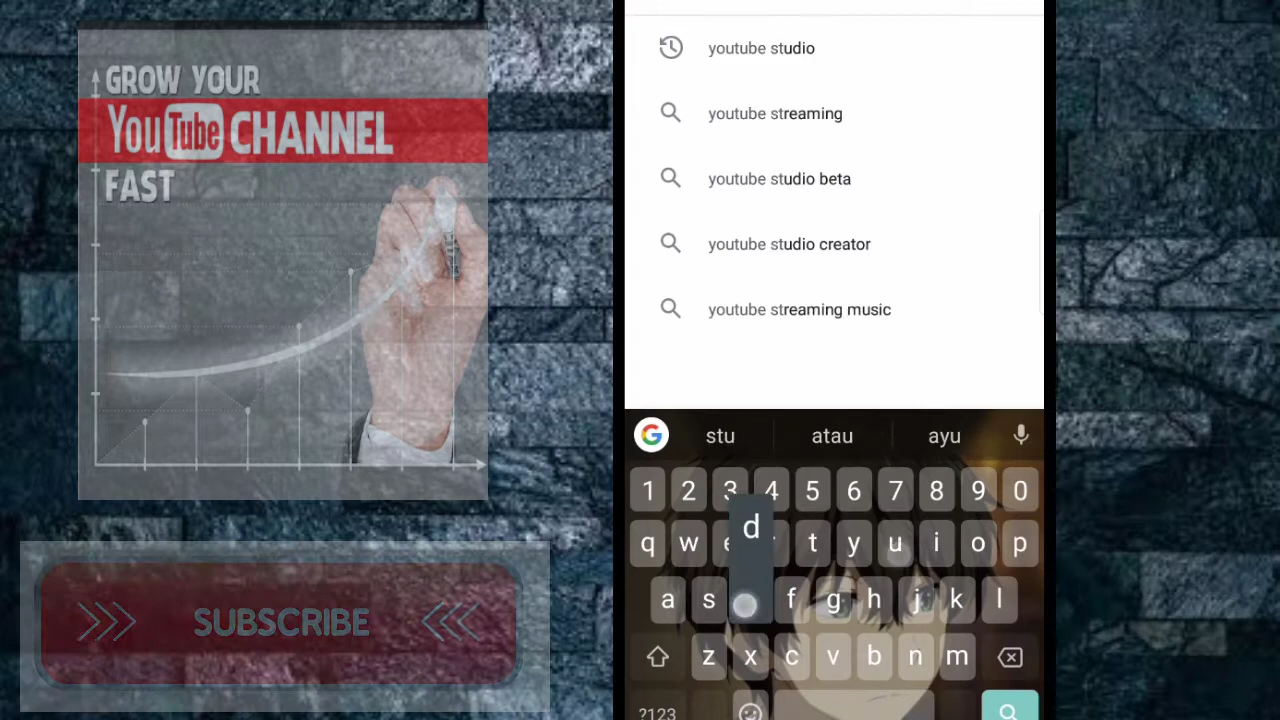 GROW YOUR
YouTube CHANNEL
FAST
SUBSCRIBE
youtube studio
youtube streaming
youtube studio beta
youtube studio creator
youtube streaming music
G stu atau ayu
1 2 3 4 5 6 7 8 9 0
d
q w e t y u i o p
a s f g h j k l
z x c v b n m
?123